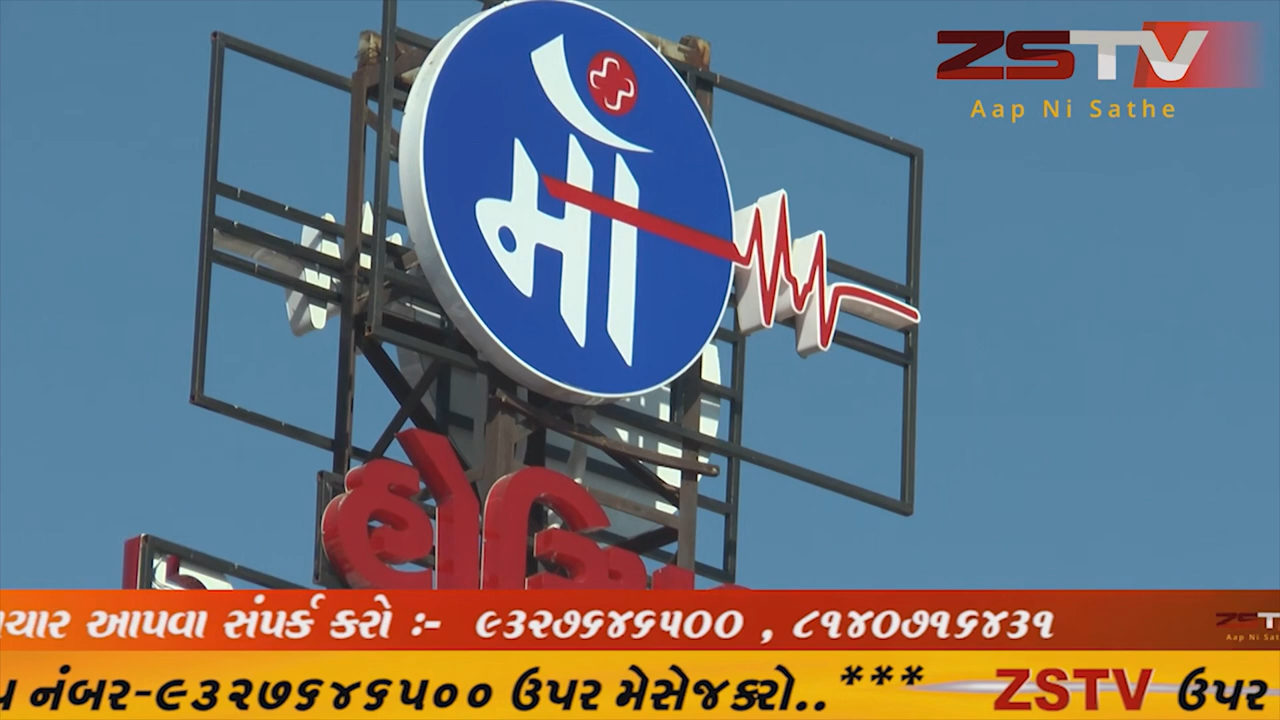 ZSTV
Aap Ni Sathe
માઁ
આપવા સંપર્ક કરો :- ૯૩૨૭૬૪૬૫૦૦ , ૮૧૪૦૭૧૬૪૩૧
નંબર-૯૩૨૭૬૪૬૫૦૦ ઉપર મેસેજ કરો.. *** ZSTV ઉપર